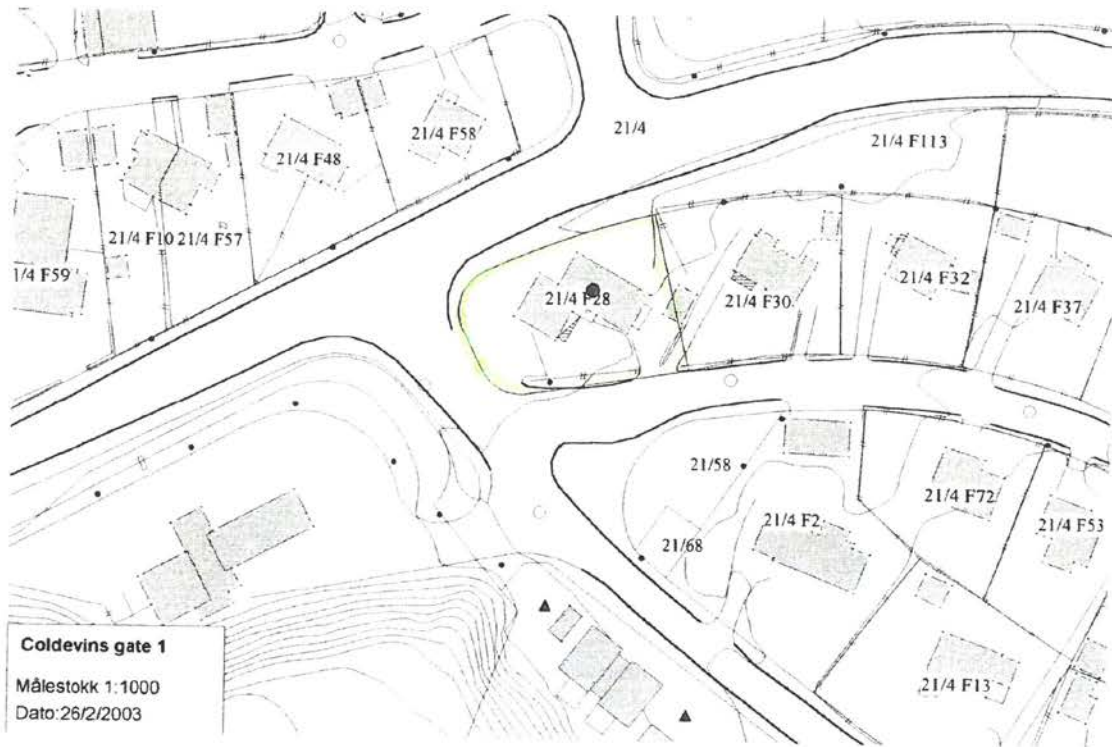 21/4 F58
21/4
21/4 F48
21/4 F113
21/4 F10
21/4 F57
1/4 F59
21/4 F28
21/4 F30
21/4 F32
21/4 F37
21/58
21/4 F72
21/4 F2
21/4 F53
21/68
21/4 F13
Coldevins gate 1
Målestokk 1:1000
Dato:26/2/2003